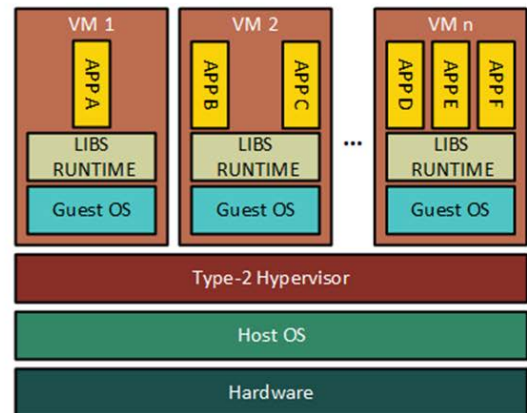 VM 1
APP A
LIBS
RUNTIME
Guest OS
VM 2
APP B
APP C
LIBS
RUNTIME
Guest OS
...
VM n
APP D
APP E
APP F
LIBS
RUNTIME
Guest OS
Type-2 Hypervisor
Host OS
Hardware